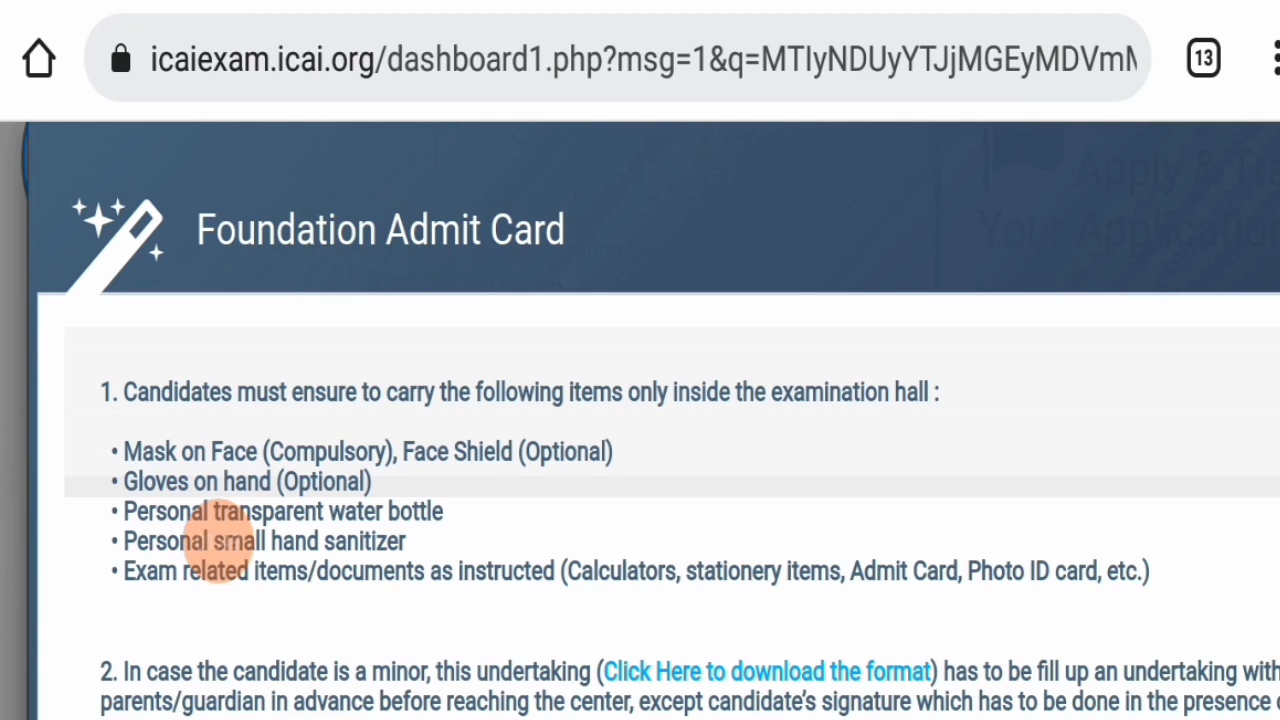 icaiexam.icai.org/dashboard1.php?msg=1&q=MTIyNDUyYTJjMGEyMDVmM
13
Apply & Tra
Your Application
Foundation Admit Card
1. Candidates must ensure to carry the following items only inside the examination hall :
• Mask on Face (Compulsory), Face Shield (Optional)
• Gloves on hand (Optional)
• Personal transparent water bottle
• Personal small hand sanitizer
• Exam related items/documents as instructed (Calculators, stationery items, Admit Card, Photo ID card, etc.)
2. In case the candidate is a minor, this undertaking (Click Here to download the format) has to be fill up an undertaking with
parents/guardian in advance before reaching the center, except candidate's signature which has to be done in the presence